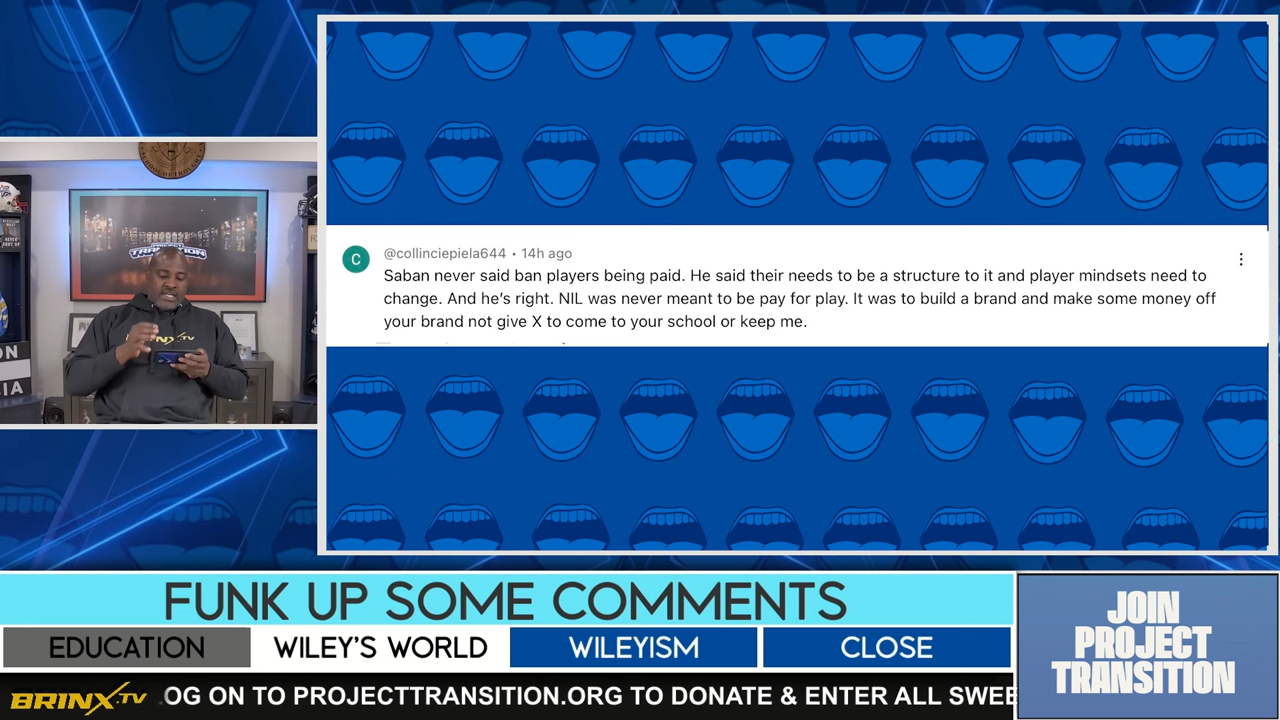 PROJECT
TRANSITION
BRINX.TV
C
@collinciepiela644 • 14h ago
Saban never said ban players being paid. He said their needs to be a structure to it and player mindsets need to
change. And he's right. NIL was never meant to be pay for play. It was to build a brand and make some money off
your brand not give X to come to your school or keep me.
FUNK UP SOME COMMENTS
EDUCATION WILEY'S WORLD WILEYISM CLOSE
JOIN
PROJECT
TRANSITION
BRINX.TV
OG ON TO PROJECTTRANSITION.ORG TO DONATE & ENTER ALL SWEE